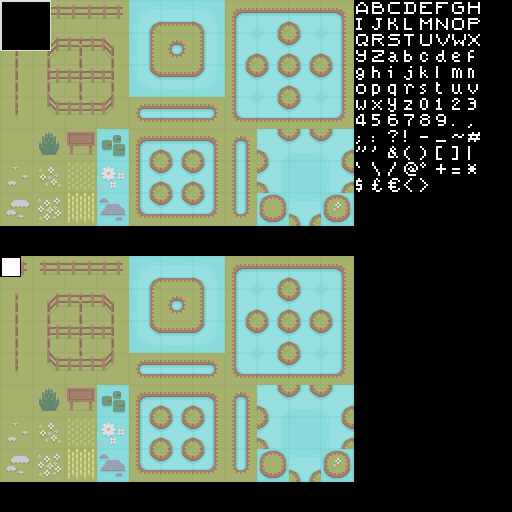 ABCDEFGH
IJKLMNOP
QRSTUVWX
YZabcdef
ghijklmn
opqrstuv
wxyz0123
456789.,
;:?!-_~#
"'&()[]|
`\/@°+=*
$£€<>